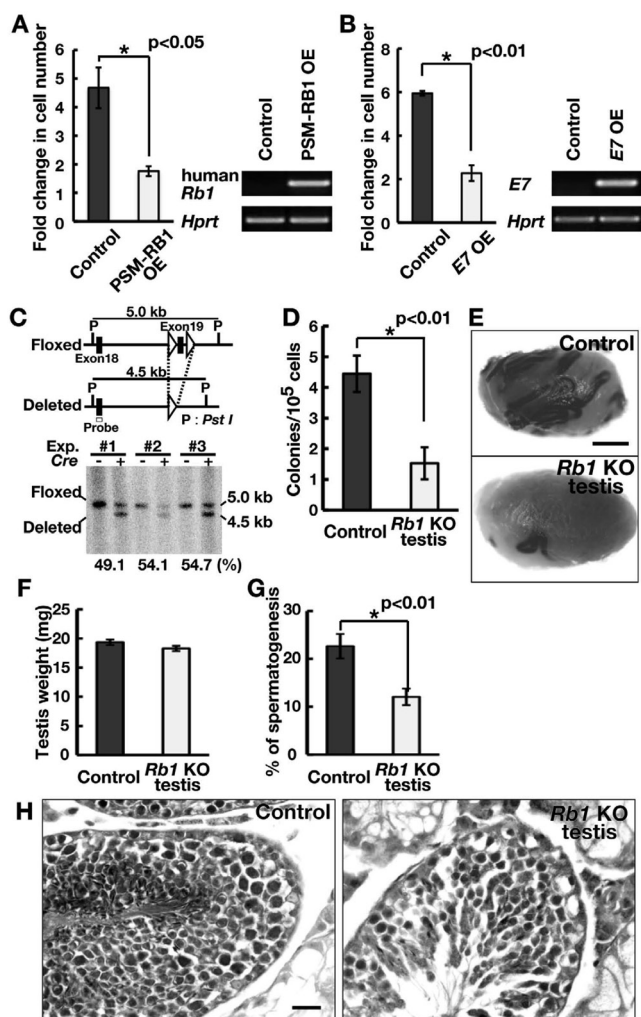 A
Fold change in cell number
6
5
4
3
2
1
0
*
p<0.05
Control
PSM-RB1
OE
Control
PSM-RB1 OE
human
Rb1
Hprt
B
Fold change in cell number
8
6
4
2
0
*
p<0.01
Control
E7 OE
Control
E7 OE
E7
Hprt
C
5.0 kb
P
Exon19
P
Floxed
Exon18
4.5 kb
P
P
Deleted
Probe
P : Pst I
Exp. #1 #2 #3
Cre - + - + - +
Floxed
5.0 kb
Deleted
4.5 kb
49.1 54.1 54.7 (%)
D
Colonies/10⁵ cells
6
5
4
3
2
1
0
*
p<0.01
Control
Rb1 KO
testis
E
Control
Rb1 KO
testis
F
Testis weight (mg)
25
20
15
10
5
0
Control
Rb1 KO
testis
G
% of spermatogenesis
30
20
10
0
*
p<0.01
Control
Rb1 KO
testis
H
Control
Rb1 KO
testis